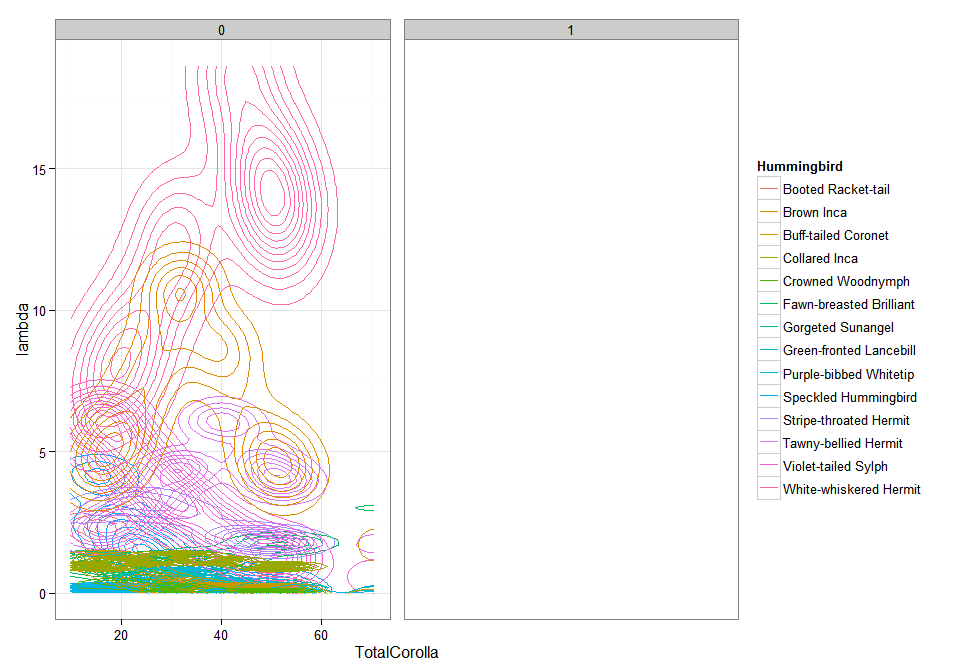 0
1
lambda
15
10
5
0
20
40
60
TotalCorolla
Hummingbird
Booted Racket-tail
Brown Inca
Buff-tailed Coronet
Collared Inca
Crowned Woodnymph
Fawn-breasted Brilliant
Gorgeted Sunangel
Green-fronted Lancebill
Purple-bibbed Whitetip
Speckled Hummingbird
Stripe-throated Hermit
Tawny-bellied Hermit
Violet-tailed Sylph
White-whiskered Hermit